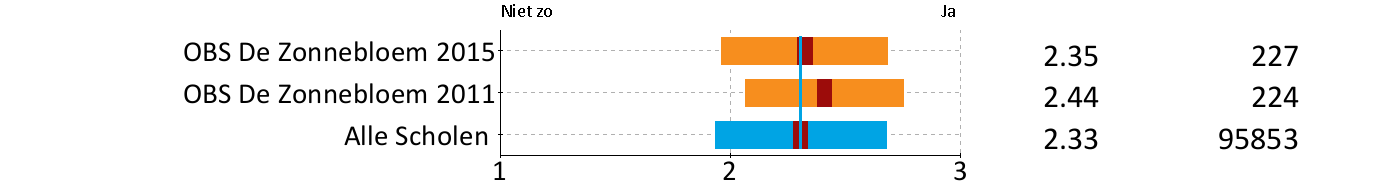 Niet zo Ja
OBS De Zonnebloem 2015 2.35 227
OBS De Zonnebloem 2011 2.44 224
Alle Scholen 2.33 95853
1 2 3